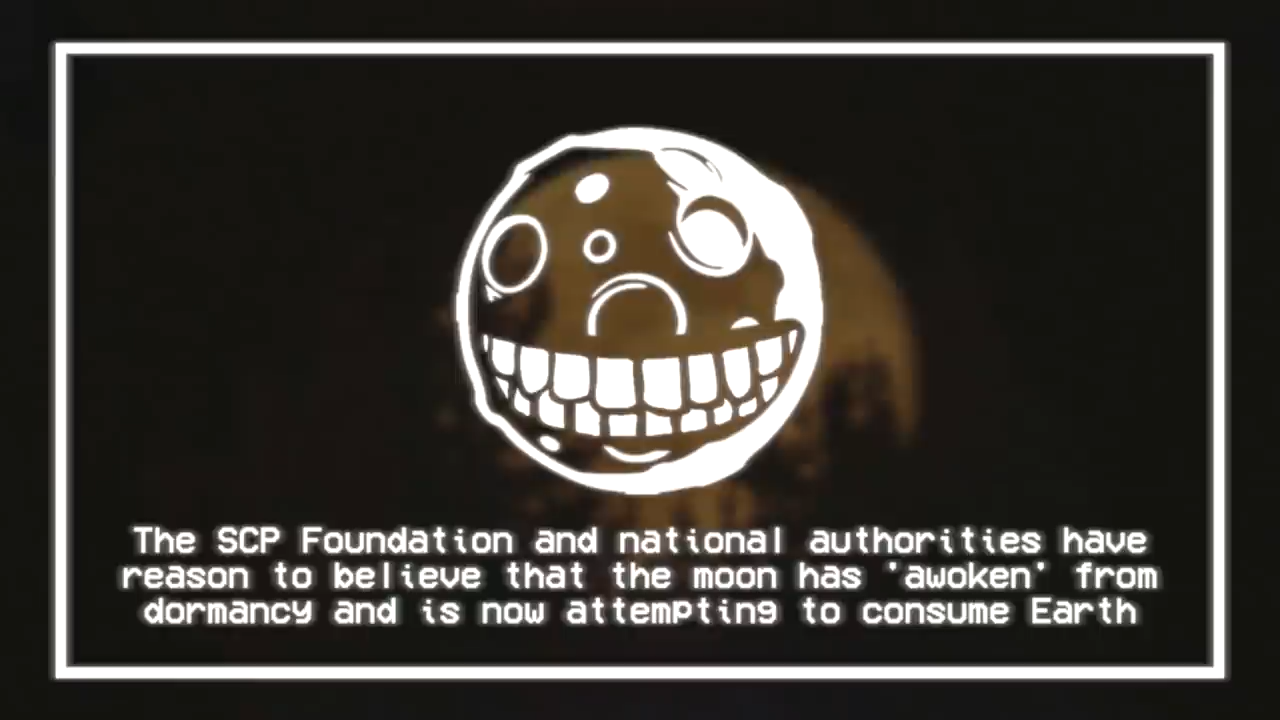 The SCP Foundation and national authorities have
reason to believe that the moon has 'awoken' from
dormancy and is now attempting to consume Earth